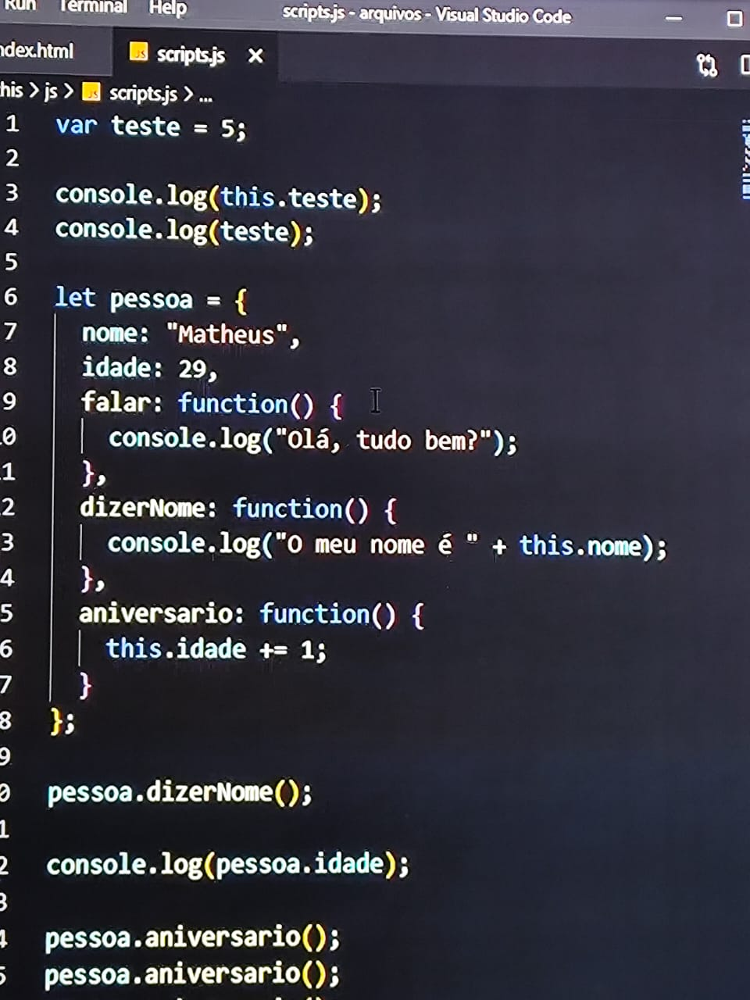 Run Terminal Help scripts.js - arquivos - Visual Studio Code
ndex.html JS scripts.js ×
his > js > JS scripts.js > ...
1 var teste = 5;
2
3 console.log(this.teste);
4 console.log(teste);
5
6 let pessoa = {
7 nome: "Matheus",
8 idade: 29,
9 falar: function() {
0 console.log("Olá, tudo bem?");
1 },
2 dizerNome: function() {
3 console.log("O meu nome é " + this.nome);
4 },
5 aniversario: function() {
6 this.idade += 1;
7 }
8 };
9
0 pessoa.dizerNome();
1
2 console.log(pessoa.idade);
3
4 pessoa.aniversario();
5 pessoa.aniversario();